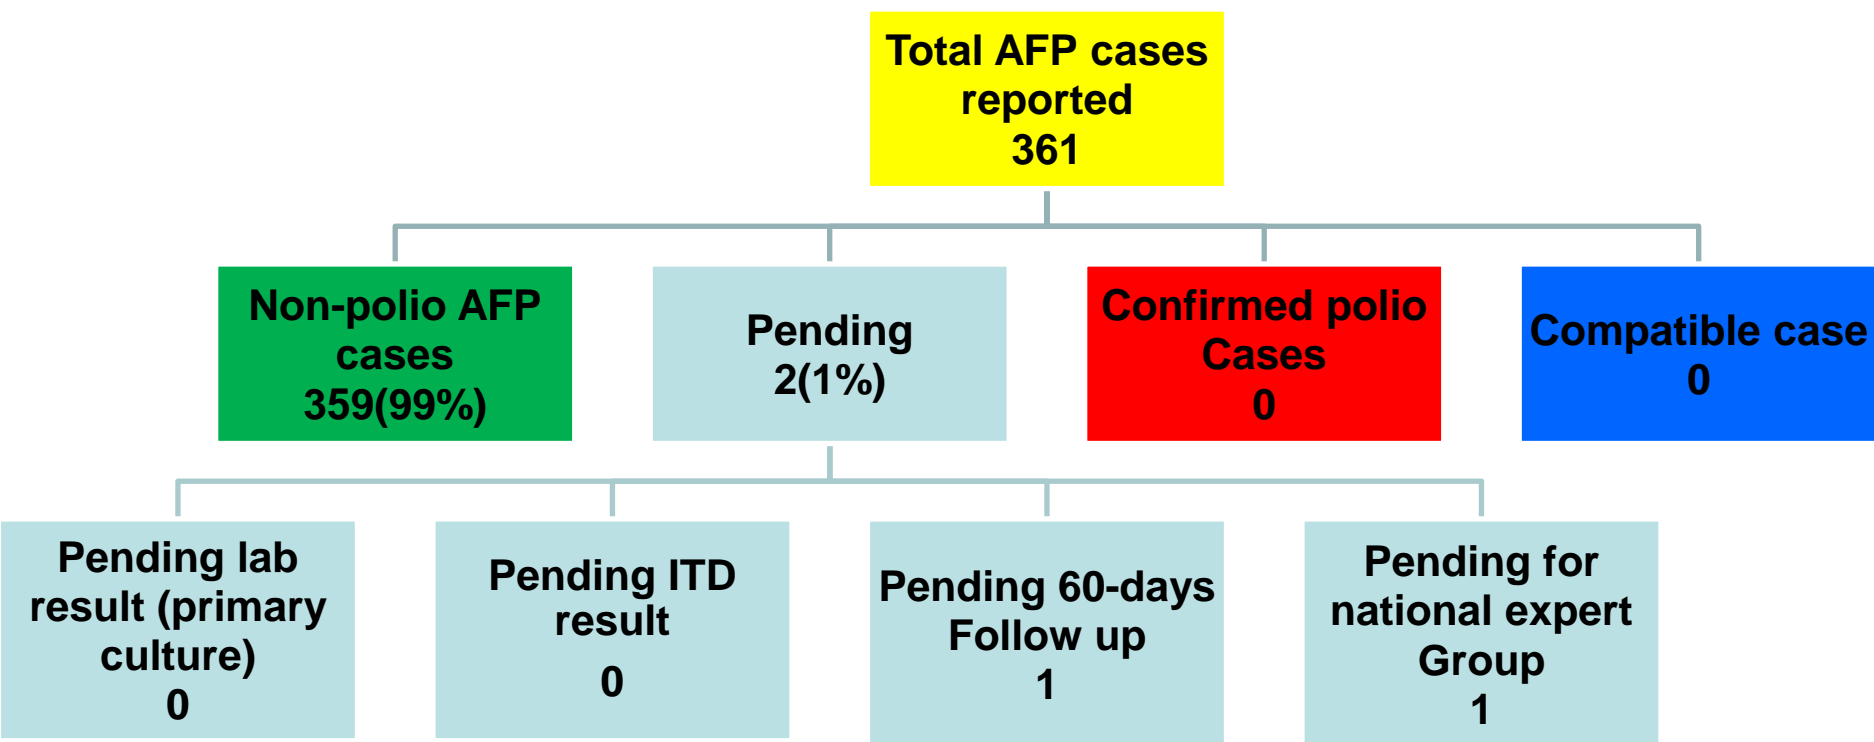 Total AFP cases
reported
361
Non-polio AFP
cases
359(99%)
Pending
2(1%)
Confirmed polio
Cases
0
Compatible case
0
Pending lab
result (primary
culture)
0
Pending ITD
result
0
Pending 60-days
Follow up
1
Pending for
national expert
Group
1